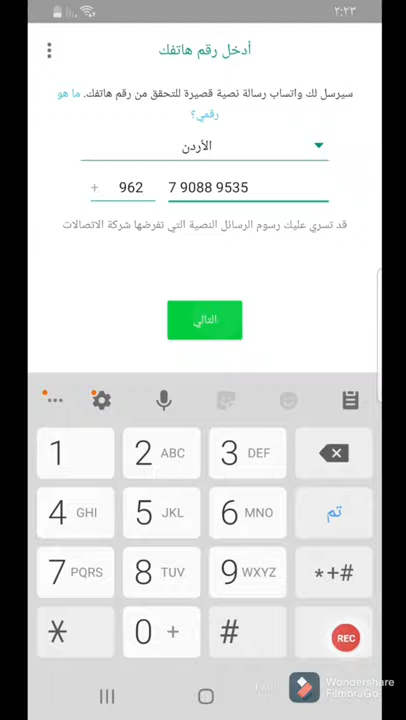 ٢:٢٣
أدخل رقم هاتفك
سيرسل لك واتساب رسالة نصية قصيرة للتحقق من رقم هاتفك. ما هو
رقمي؟
الأردن
+ 962 7 9088 9535
قد تسري عليك رسوم الرسائل النصية التي تفرضها شركة الاتصالات
التالي
1 2 ABC 3 DEF
4 GHI 5 JKL 6 MNO تم
7 PQRS 8 TUV 9 WXYZ *+#
* 0 + # REC
Wondershare
FilmoraGo